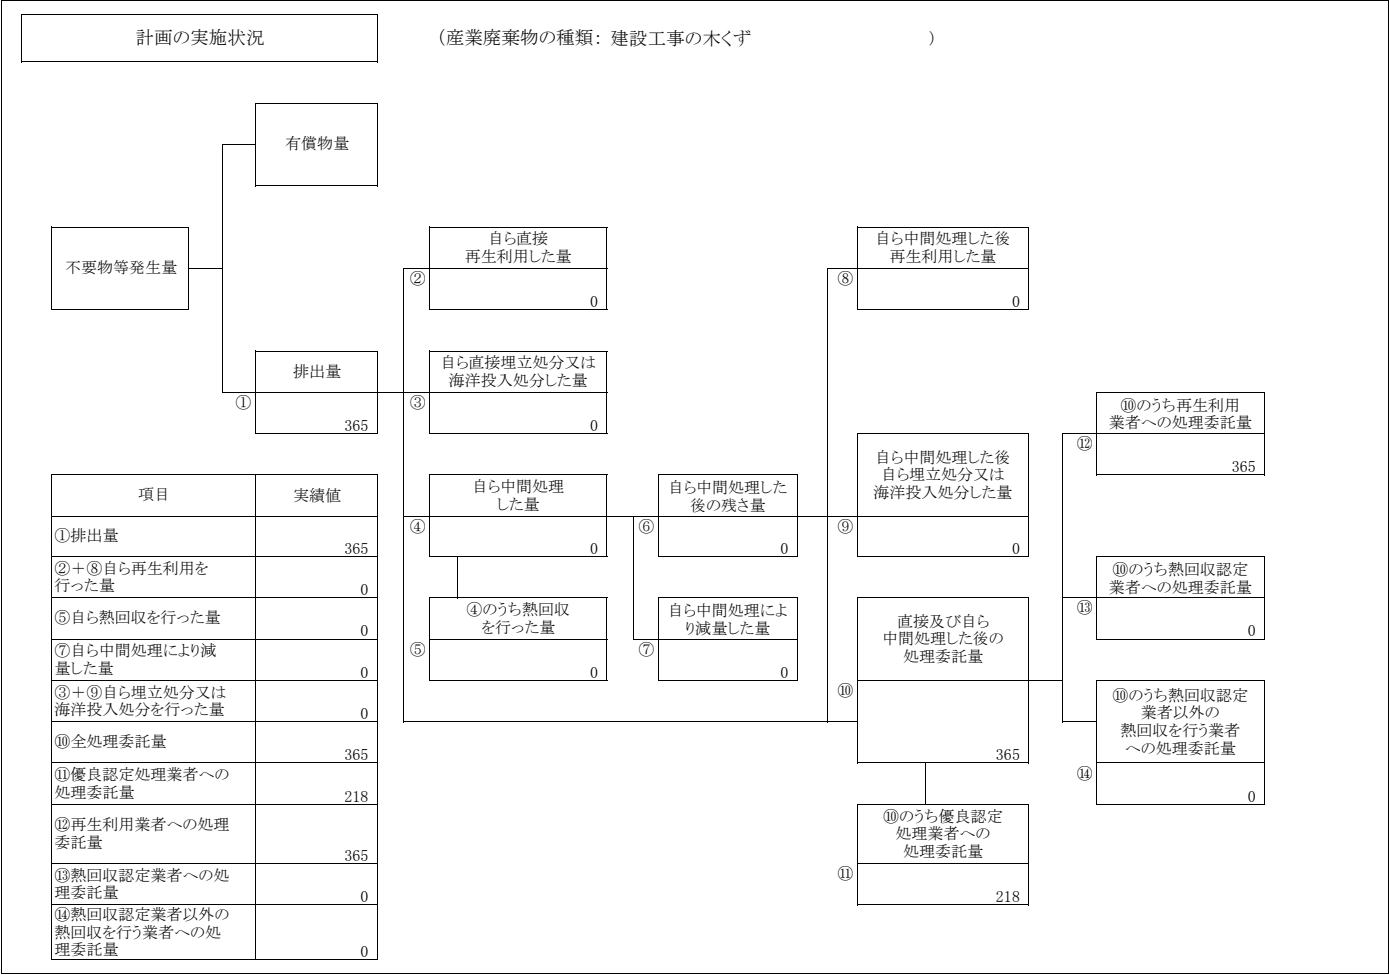 計画の実施状況
（産業廃棄物の種類： 建設工事の木くず ）
有償物量
不要物等発生量
自ら直接
再生利用した量
②
0
自ら中間処理した後
再生利用した量
⑧
0
排出量
①
365
自ら直接埋立処分又は
海洋投入処分した量
③
0
⑩のうち再生利用
業者への処理委託量
⑫
365
自ら中間処理
した量
④
0
自ら中間処理した
後の残さ量
⑥
0
自ら中間処理した後
自ら埋立処分又は
海洋投入処分した量
⑨
0
④のうち熱回収
を行った量
⑤
0
自ら中間処理によ
り減量した量
⑦
0
直接及び自ら
中間処理した後の
処理委託量
⑩
365
⑩のうち熱回収認定
業者への処理委託量
⑬
0
⑩のうち熱回収認定
業者以外の
熱回収を行う業者
への処理委託量
⑭
0
⑩のうち優良認定
処理業者への
処理委託量
⑪
218
項目 実績値
①排出量
365
②＋⑧自ら再生利用を
行った量
0
⑤自ら熱回収を行った量
0
⑦自ら中間処理により減
量した量
0
③＋⑨自ら埋立処分又は
海洋投入処分を行った量
0
⑩全処理委託量
365
⑪優良認定処理業者への
処理委託量
218
⑫再生利用業者への処理
委託量
365
⑬熱回収認定業者への処
理委託量
0
⑭熱回収認定業者以外の
熱回収を行う業者への処
理委託量
0